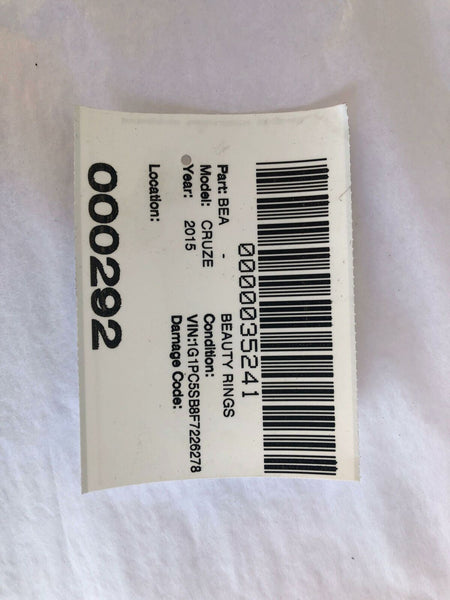 0000035241
Part: BEA - BEAUTY RINGS
Model: CRUZE Condition:
Year: 2015 VIN:1G1PC5SB8F7226278
Damage Code:
Location:
000292